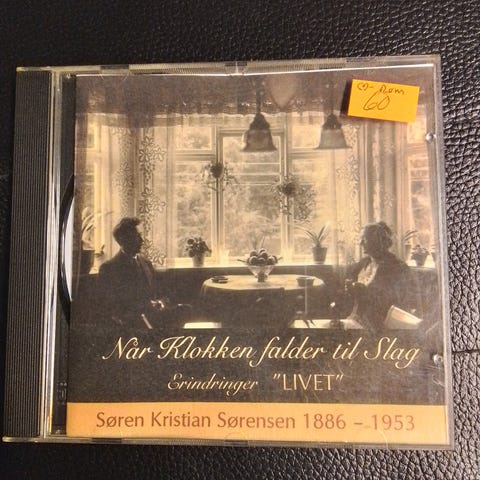 CD-Rom
60
Når Klokken falder til Slag
Erindringer "LIVET"
Søren Kristian Sørensen 1886 – 1953